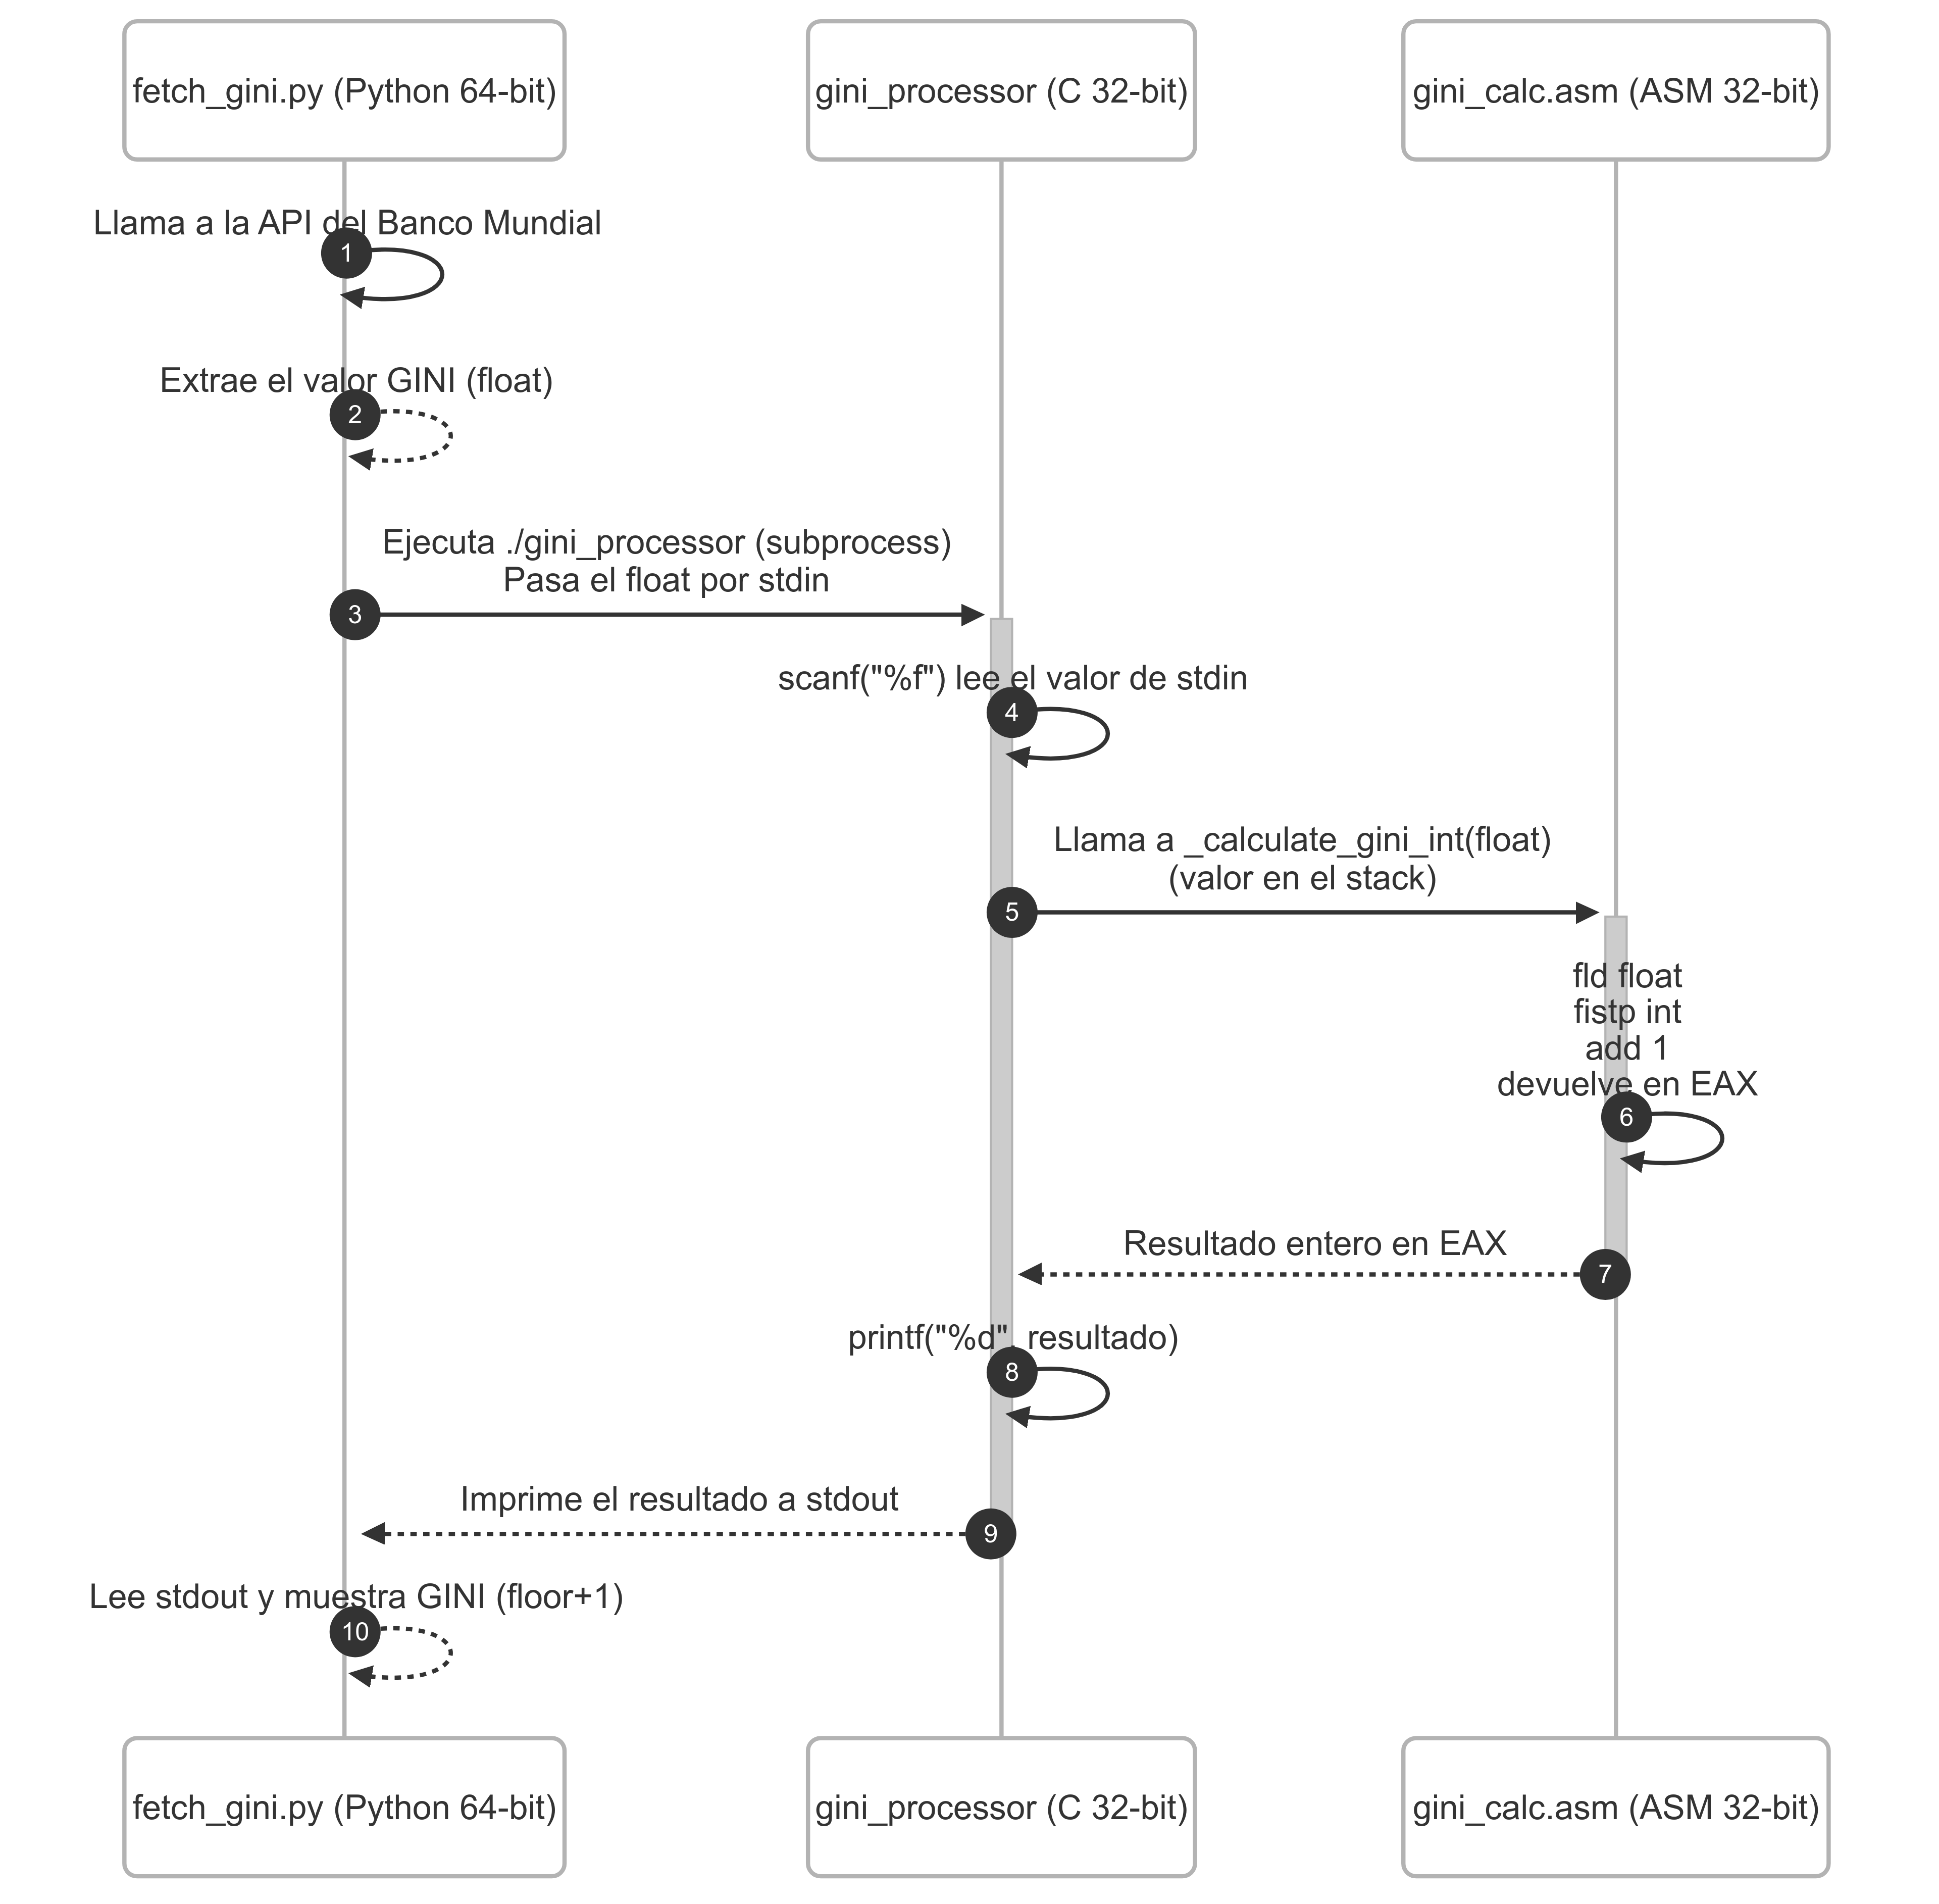 fetch_gini.py (Python 64-bit)
gini_processor (C 32-bit)
gini_calc.asm (ASM 32-bit)
Llama a la API del Banco Mundial
1
Extrae el valor GINI (float)
2
Ejecuta ./gini_processor (subprocess)
Pasa el float por stdin
3
scanf("%f") lee el valor de stdin
4
Llama a _calculate_gini_int(float)
(valor en el stack)
5
fld float
fistp int
add 1
devuelve en EAX
6
Resultado entero en EAX
7
printf("%d", resultado)
8
Imprime el resultado a stdout
9
Lee stdout y muestra GINI (floor+1)
10
fetch_gini.py (Python 64-bit)
gini_processor (C 32-bit)
gini_calc.asm (ASM 32-bit)